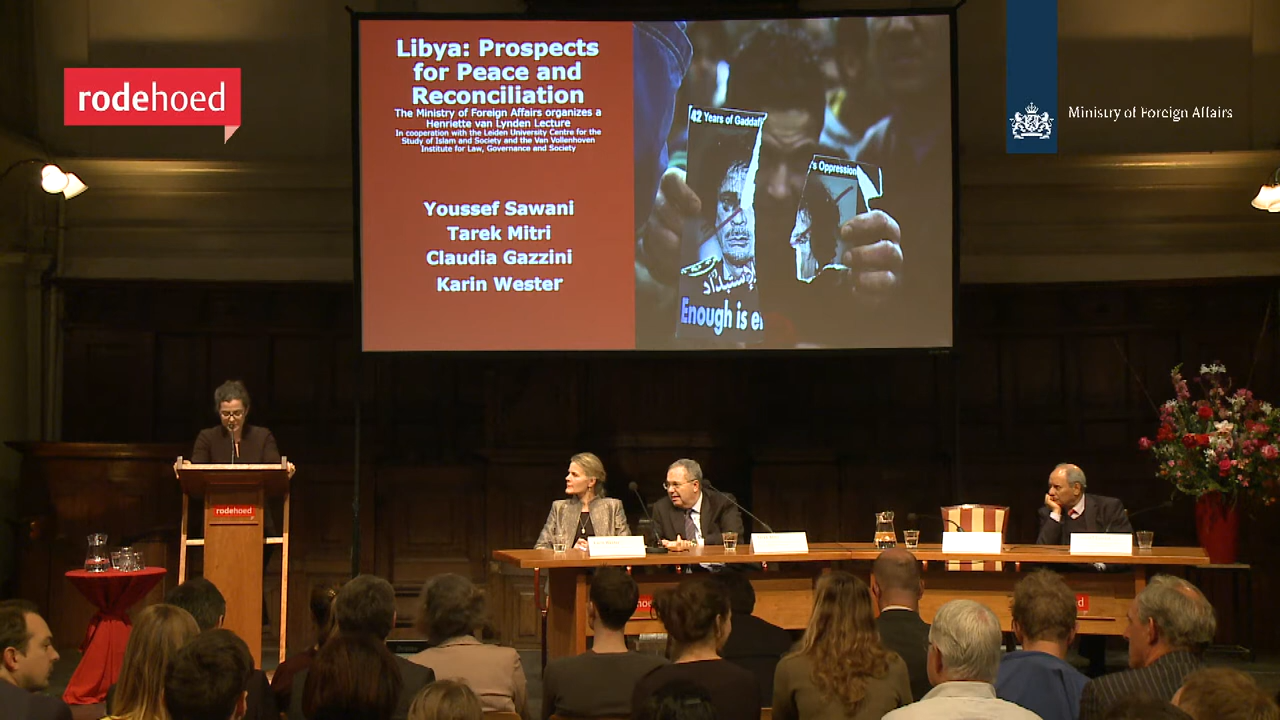 rodehoed
Libya: Prospects
for Peace and
Reconciliation
The Ministry of Foreign Affairs organizes a
Henriette van Lynden Lecture
In cooperation with the Leiden University Centre for the
Study of Islam and Society and the Van Vollenhoven
Institute for Law, Governance and Society
Youssef Sawani
Tarek Mitri
Claudia Gazzini
Karin Wester
42 Years of Gaddafi
's Oppression
إستبداد
Enough is e
Ministry of Foreign Affairs
rodehoed
hoed
d